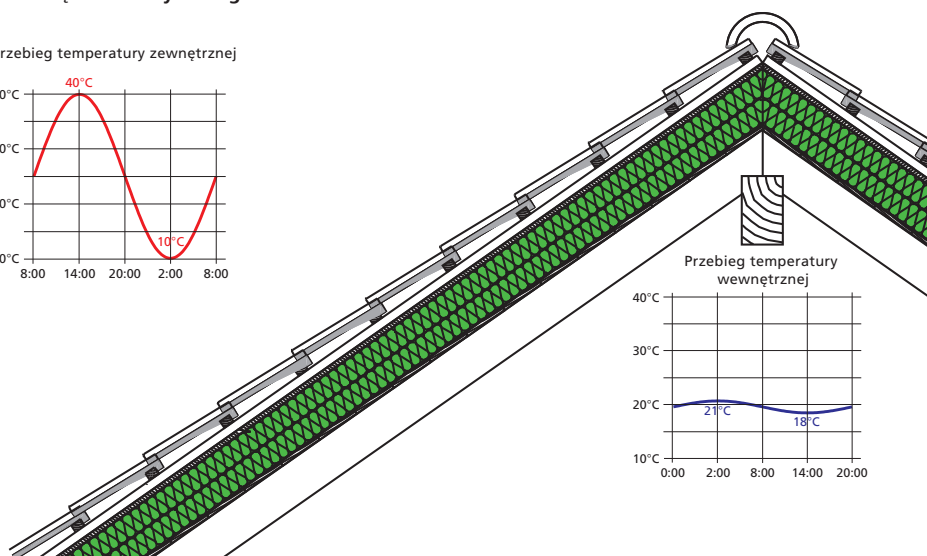 rzebieg temperatury zewnętrznej
40°C
0°C
0°C
0°C
10°C
0°C
8:00 14:00 20:00 2:00 8:00
Przebieg temperatury
wewnętrznej
40°C
30°C
20°C
21°C
18°C
10°C
0:00 2:00 8:00 14:00 20:00